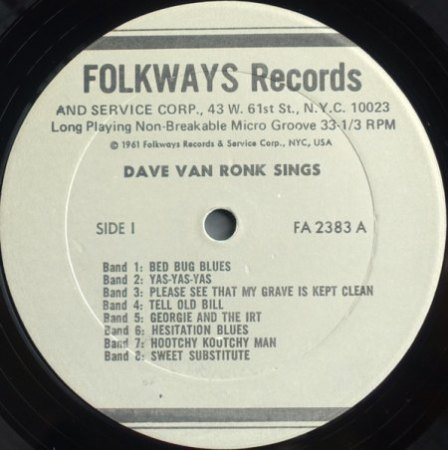 FOLKWAYS Records
AND SERVICE CORP., 43 W. 61st St., N.Y.C. 10023
Long Playing Non-Breakable Micro Groove 33-1/3 RPM
© 1961 Folkways Records & Service Corp., NYC, USA
DAVE VAN RONK SINGS
SIDE I FA 2383 A
Band 1: BED BUG BLUES
Band 2: YAS-YAS-YAS
Band 3: PLEASE SEE THAT MY GRAVE IS KEPT CLEAN
Band 4: TELL OLD BILL
Band 5: GEORGIE AND THE IRT
Band 6: HESITATION BLUES
Band 7: HOOTCHY KOUTCHY MAN
Band 8: SWEET SUBSTITUTE